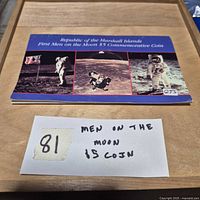 Republic of the Marshall Islands
First Men on the Moon $5 Commemorative Coin
81
MEN ON THE
MOON
$5 COIN